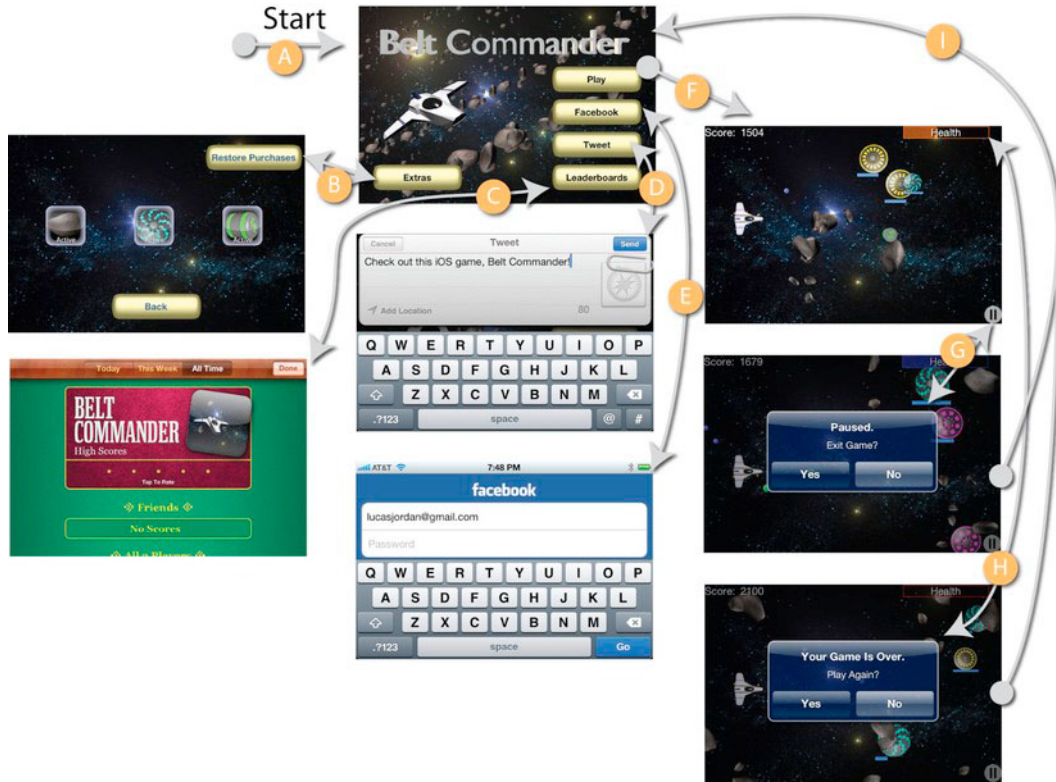 Start
A
Belt Commander
Play
Facebook
Tweet
Leaderboards
Extras
B
C
D
E
F
I
Restore Purchases
Active
Active
Back
Today This Week All Time Done
BELT
COMMANDER
High Scores
Tap To Rate
Friends
No Scores
Cancel Tweet Send
Check out this iOS game, Belt Commander!
Add Location 80
Q W E R T Y U I O P
A S D F G H J K L
Z X C V B N M
.?123 space @ #
AT&T 7:48 PM
facebook
lucasjordan@gmail.com
Password
Q W E R T Y U I O P
A S D F G H J K L
Z X C V B N M
.?123 space Go
Score: 1504 Health
G
Score: 1679
Paused.
Exit Game?
Yes No
H
Score: 2100 Health
Your Game Is Over.
Play Again?
Yes No